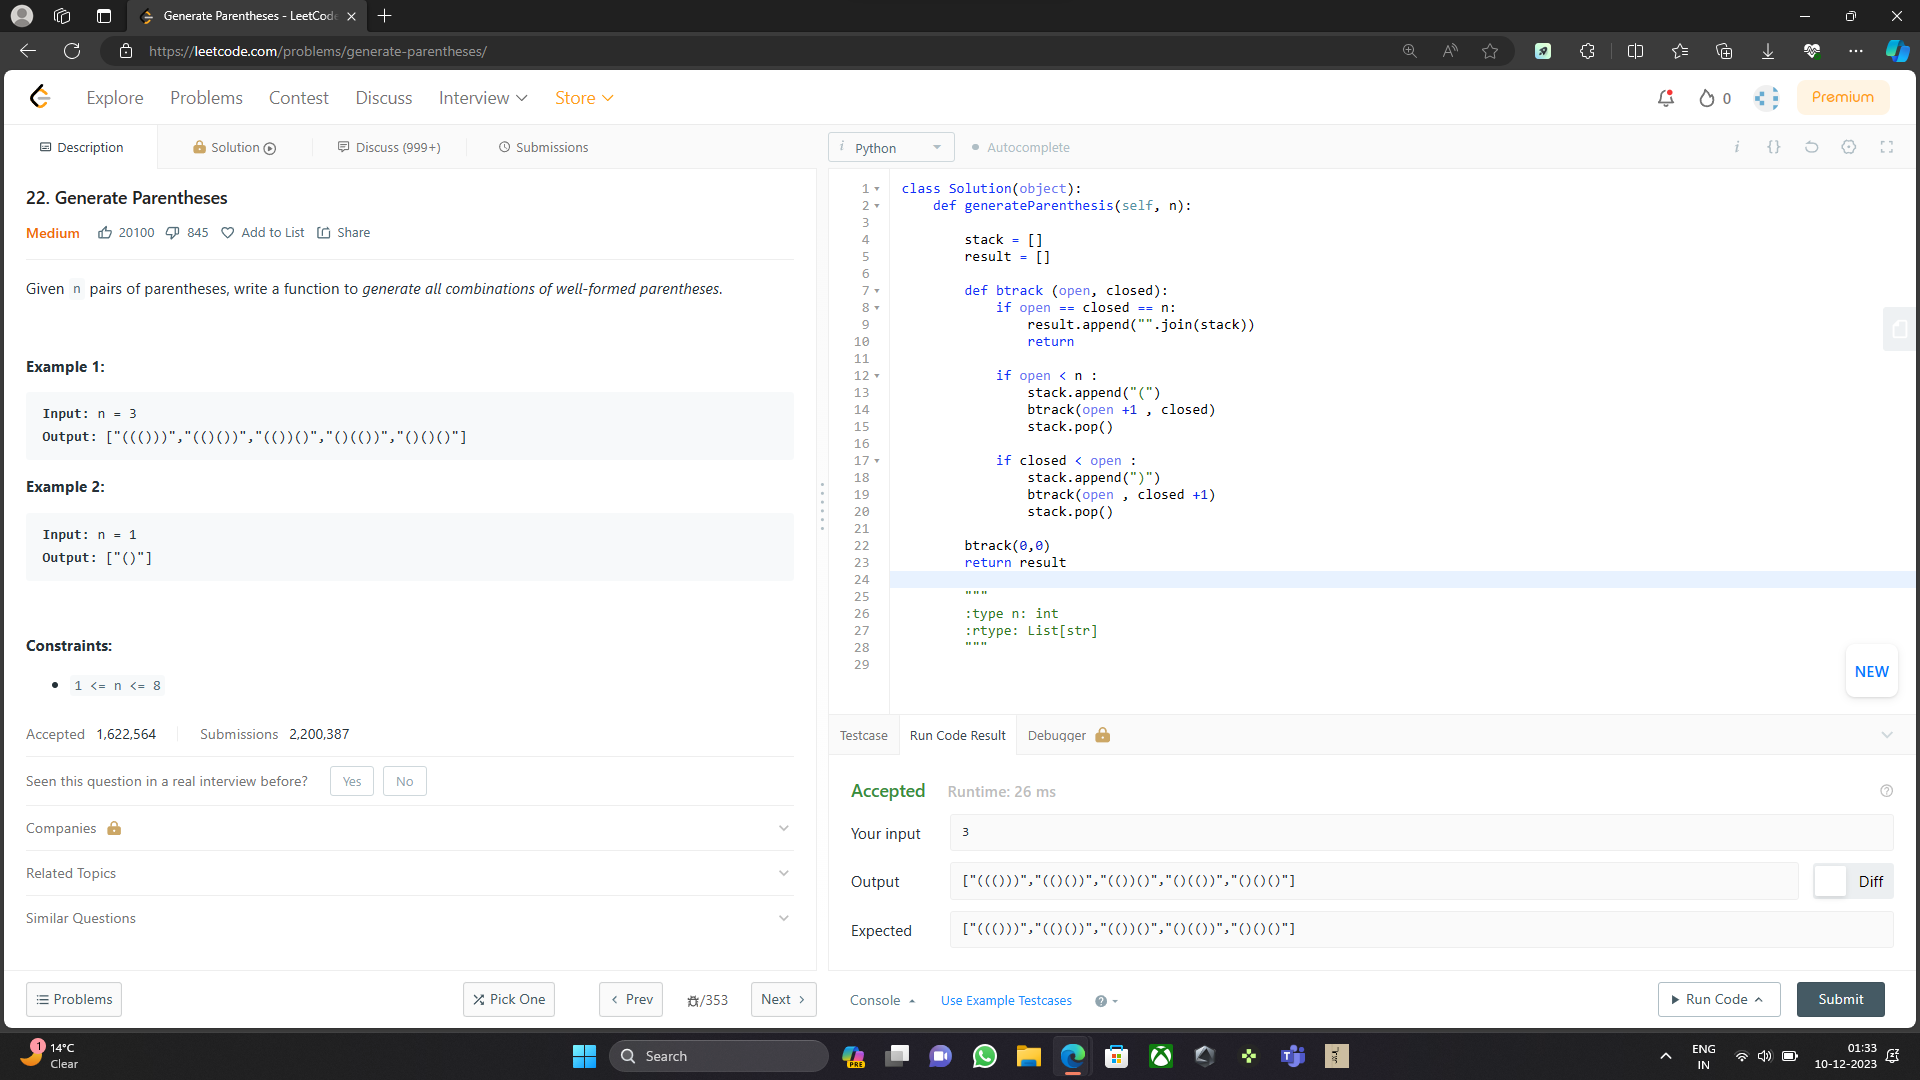 Generate Parentheses - LeetCode
https://leetcode.com/problems/generate-parentheses/
Explore Problems Contest Discuss Interview Store
0 Premium
Description Solution Discuss (999+) Submissions
22. Generate Parentheses
Medium 20100 845 Add to List Share
Given n pairs of parentheses, write a function to generate all combinations of well-formed parentheses.
Example 1:
Input: n = 3
Output: ["((()))","(()())","(())()","()(())","()()()"]
Example 2:
Input: n = 1
Output: ["()"]
Constraints:
1 <= n <= 8
Accepted 1,622,564 Submissions 2,200,387
Seen this question in a real interview before? Yes No
Companies
Related Topics
Similar Questions
Problems Pick One Prev /353 Next
i Python Autocomplete
1 class Solution(object):
2     def generateParenthesis(self, n):
3
4         stack = []
5         result = []
6
7         def btrack (open, closed):
8             if open == closed == n:
9                 result.append("".join(stack))
10                 return
11
12             if open < n :
13                 stack.append("(")
14                 btrack(open +1 , closed)
15                 stack.pop()
16
17             if closed < open :
18                 stack.append(")")
19                 btrack(open , closed +1)
20                 stack.pop()
21
22         btrack(0,0)
23         return result
24
25         """
26         :type n: int
27         :rtype: List[str]
28         """
29
NEW
Testcase Run Code Result Debugger
Accepted Runtime: 26 ms
Your input 3
Output ["((()))","(()())","(())()","()(())","()()()"] Diff
Expected ["((()))","(()())","(())()","()(())","()()()"]
Console Use Example Testcases Run Code Submit
1 14°C
Clear
Search
PRE
ENG
IN
01:33
10-12-2023